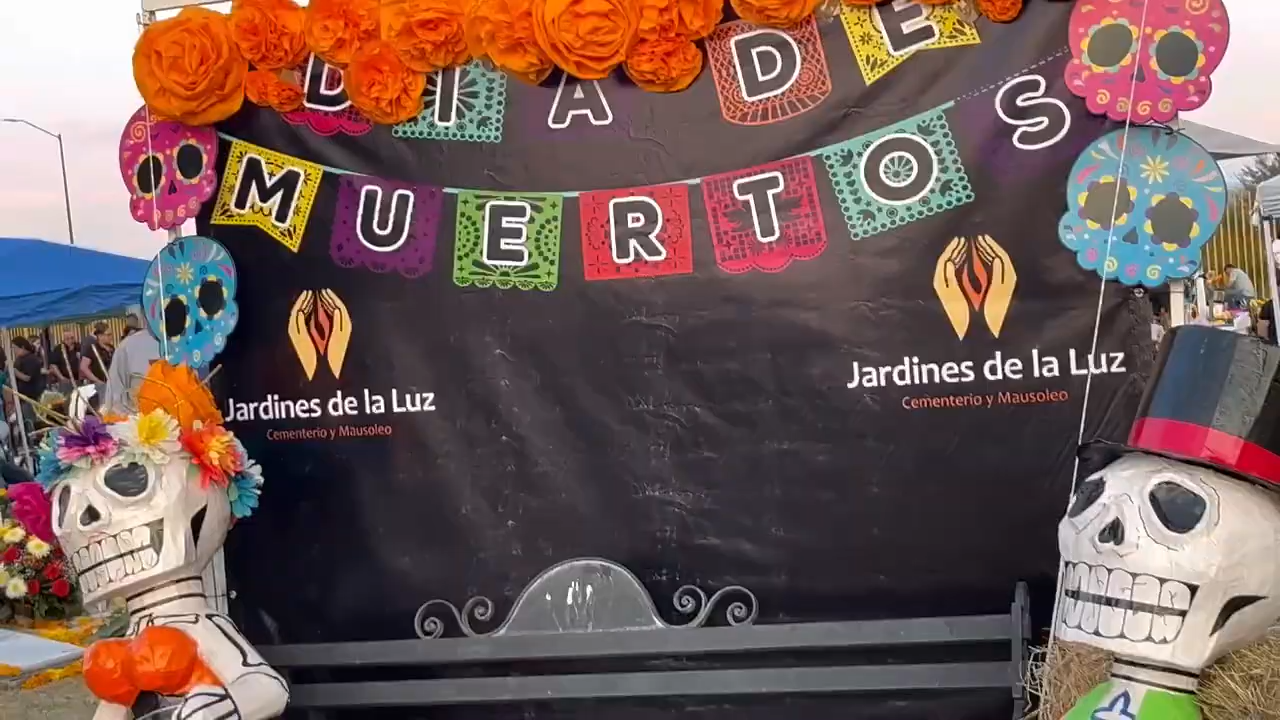 DIA DE
MUERTOS
Jardines de la Luz
Cementerio y Mausoleo
Jardines de la Luz
Cementerio y Mausoleo